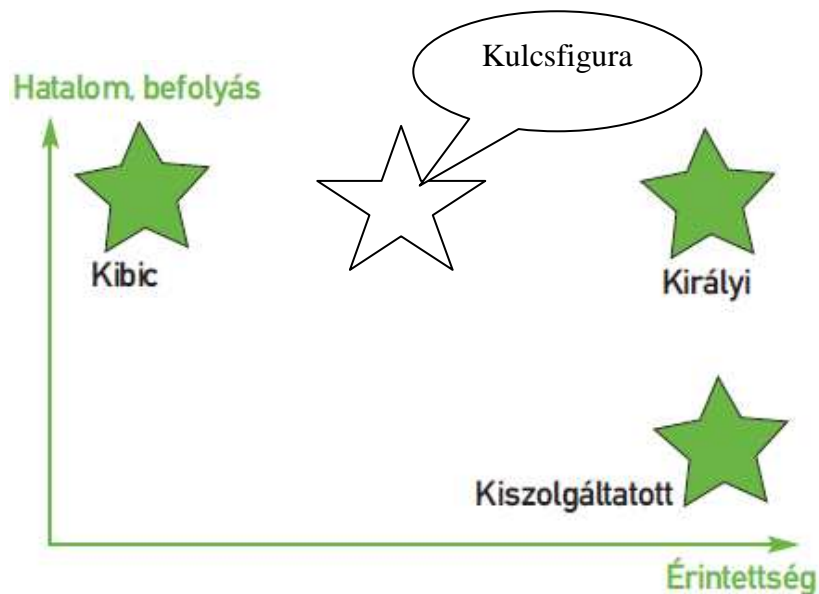 Kulcsfigura
Hatalom, befolyás
Kibic
Királyi
Kiszolgáltatott
Érintettség